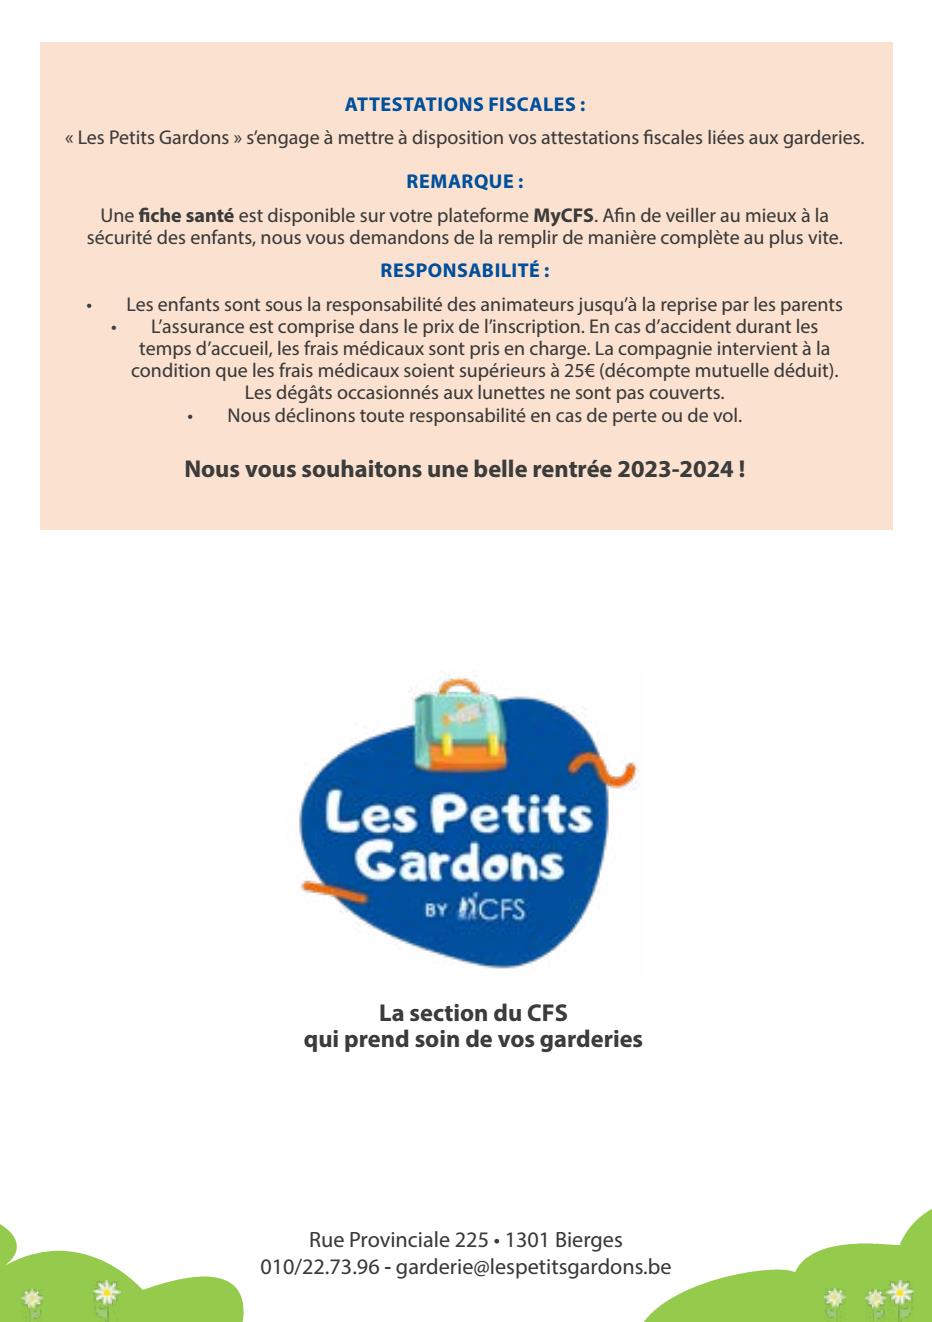 ATTESTATIONS FISCALES :
« Les Petits Gardons » s’engage à mettre à disposition vos attestations fiscales liées aux garderies.
REMARQUE :
Une fiche santé est disponible sur votre plateforme MyCFS. Afin de veiller au mieux à la
sécurité des enfants, nous vous demandons de la remplir de manière complète au plus vite.
RESPONSABILITÉ :
• Les enfants sont sous la responsabilité des animateurs jusqu’à la reprise par les parents
• L’assurance est comprise dans le prix de l’inscription. En cas d’accident durant les
temps d’accueil, les frais médicaux sont pris en charge. La compagnie intervient à la
condition que les frais médicaux soient supérieurs à 25€ (décompte mutuelle déduit).
Les dégâts occasionnés aux lunettes ne sont pas couverts.
• Nous déclinons toute responsabilité en cas de perte ou de vol.
Nous vous souhaitons une belle rentrée 2023-2024 !
Les Petits
Gardons
BY CFS
La section du CFS
qui prend soin de vos garderies
Rue Provinciale 225 • 1301 Bierges
010/22.73.96 - garderie@lespetitsgardons.be